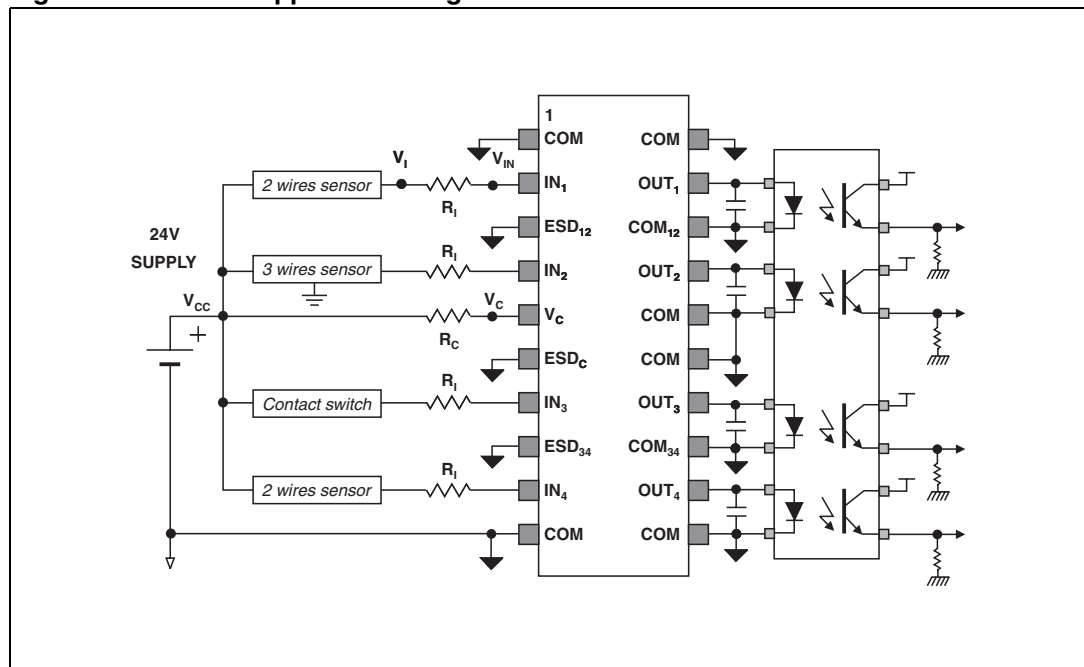 1
COM
COM
V_I
V_IN
2 wires sensor
R_I
IN_1
OUT_1
24V
SUPPLY
ESD_12
COM_12
3 wires sensor
R_I
IN_2
OUT_2
V_CC
+
V_C
R_C
V_C
COM
ESD_C
COM
Contact switch
R_I
IN_3
OUT_3
ESD_34
COM_34
2 wires sensor
R_I
IN_4
OUT_4
COM
COM